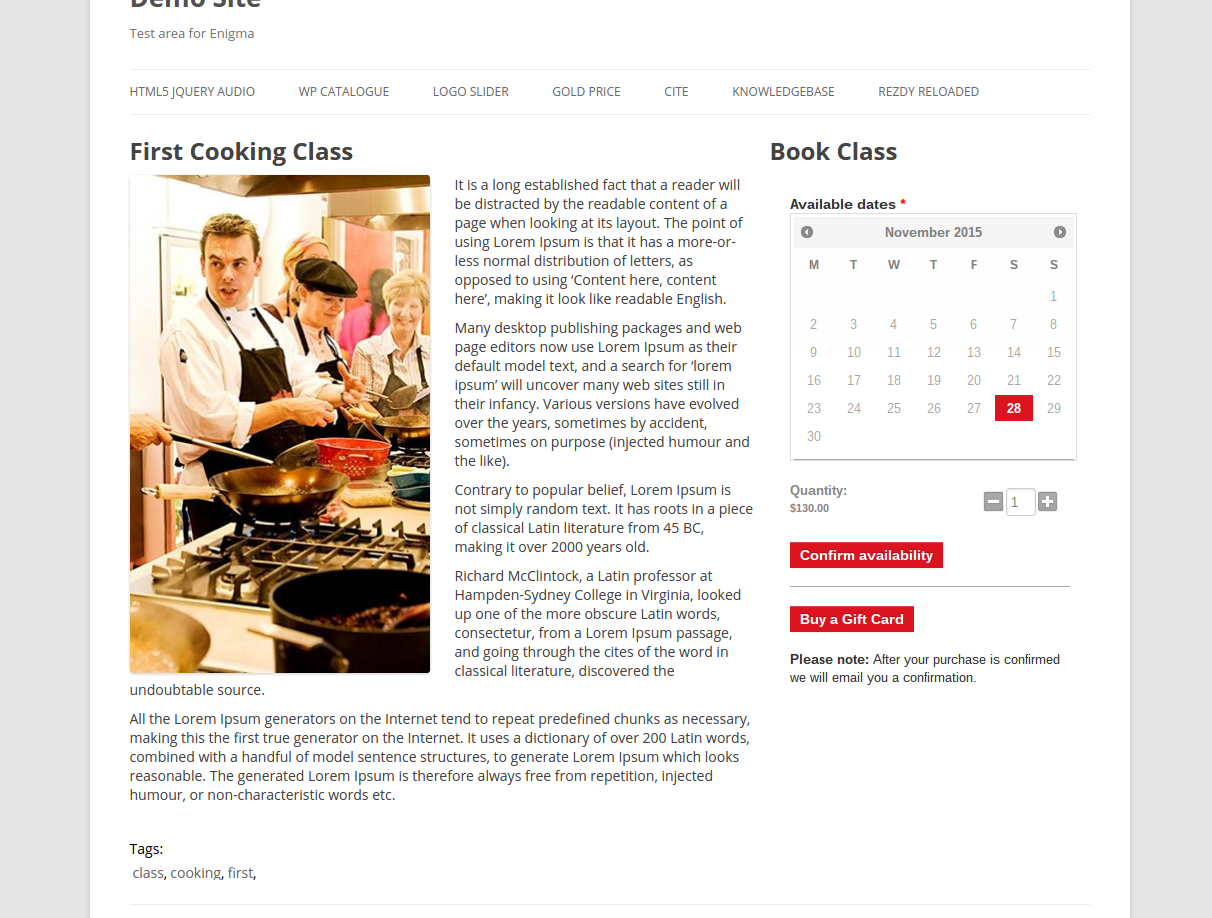 Demo Site
Test area for Enigma
HTML5 JQUERY AUDIO WP CATALOGUE LOGO SLIDER GOLD PRICE CITE KNOWLEDGEBASE REZDY RELOADED
First Cooking Class
It is a long established fact that a reader will
be distracted by the readable content of a
page when looking at its layout. The point of
using Lorem Ipsum is that it has a more-or-
less normal distribution of letters, as
opposed to using ‘Content here, content
here’, making it look like readable English.
Many desktop publishing packages and web
page editors now use Lorem Ipsum as their
default model text, and a search for ‘lorem
ipsum’ will uncover many web sites still in
their infancy. Various versions have evolved
over the years, sometimes by accident,
sometimes on purpose (injected humour and
the like).
Contrary to popular belief, Lorem Ipsum is
not simply random text. It has roots in a piece
of classical Latin literature from 45 BC,
making it over 2000 years old.
Richard McClintock, a Latin professor at
Hampden-Sydney College in Virginia, looked
up one of the more obscure Latin words,
consectetur, from a Lorem Ipsum passage,
and going through the cites of the word in
classical literature, discovered the
undoubtable source.
All the Lorem Ipsum generators on the Internet tend to repeat predefined chunks as necessary,
making this the first true generator on the Internet. It uses a dictionary of over 200 Latin words,
combined with a handful of model sentence structures, to generate Lorem Ipsum which looks
reasonable. The generated Lorem Ipsum is therefore always free from repetition, injected
humour, or non-characteristic words etc.
Tags:
class, cooking, first,
Book Class
Available dates *
November 2015
M T W T F S S
1
2 3 4 5 6 7 8
9 10 11 12 13 14 15
16 17 18 19 20 21 22
23 24 25 26 27 28 29
30
Quantity:
$130.00
1
Confirm availability
Buy a Gift Card
Please note: After your purchase is confirmed
we will email you a confirmation.